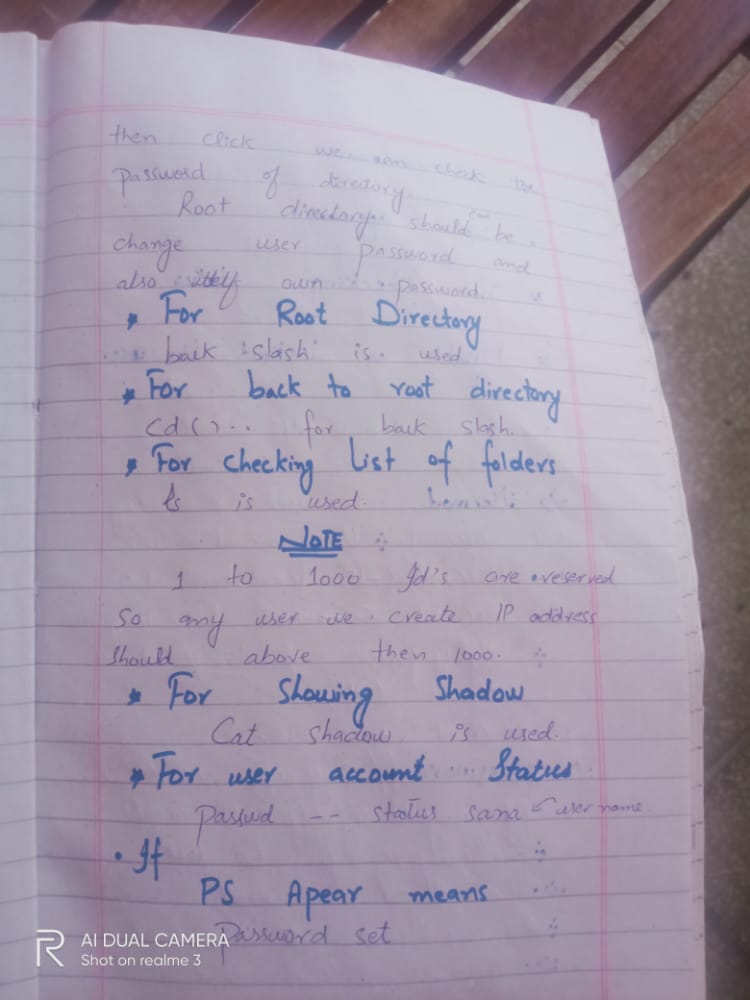 then click we can check the
password of directory.
Root directory should be
change user password and
also itself own password.
* For Root Directory
back slash is used
* For back to root directory
Cd () .. for back slash.
* For checking List of folders
ls is used.
NOTE
1 to 1000 Id's are reserved
So any user we create IP address
should above then 1000.
* For Showing Shadow
Cat shadow is used.
* For user account Status
Passwd -- status sana ← user name.
• If
PS Apear means
Password set
R AI DUAL CAMERA
Shot on realme 3